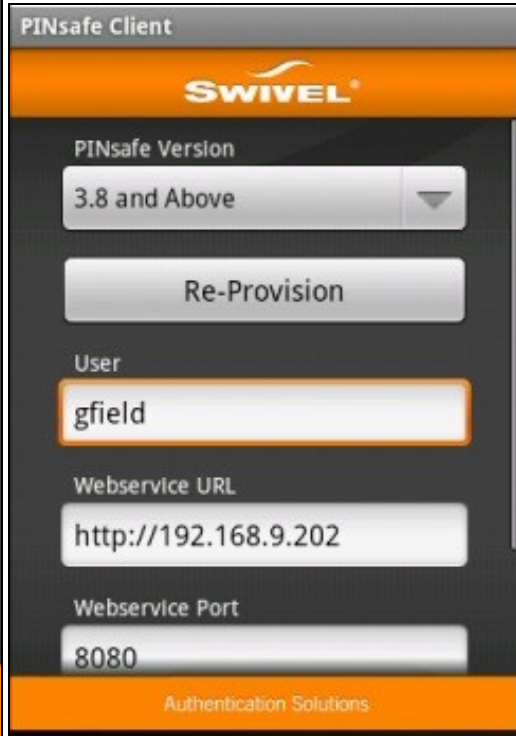 PINsafe Client
SWIVEL®
PINsafe Version
3.8 and Above
Re-Provision
User
gfield
Webservice URL
http://192.168.9.202
Webservice Port
8080
Authentication Solutions